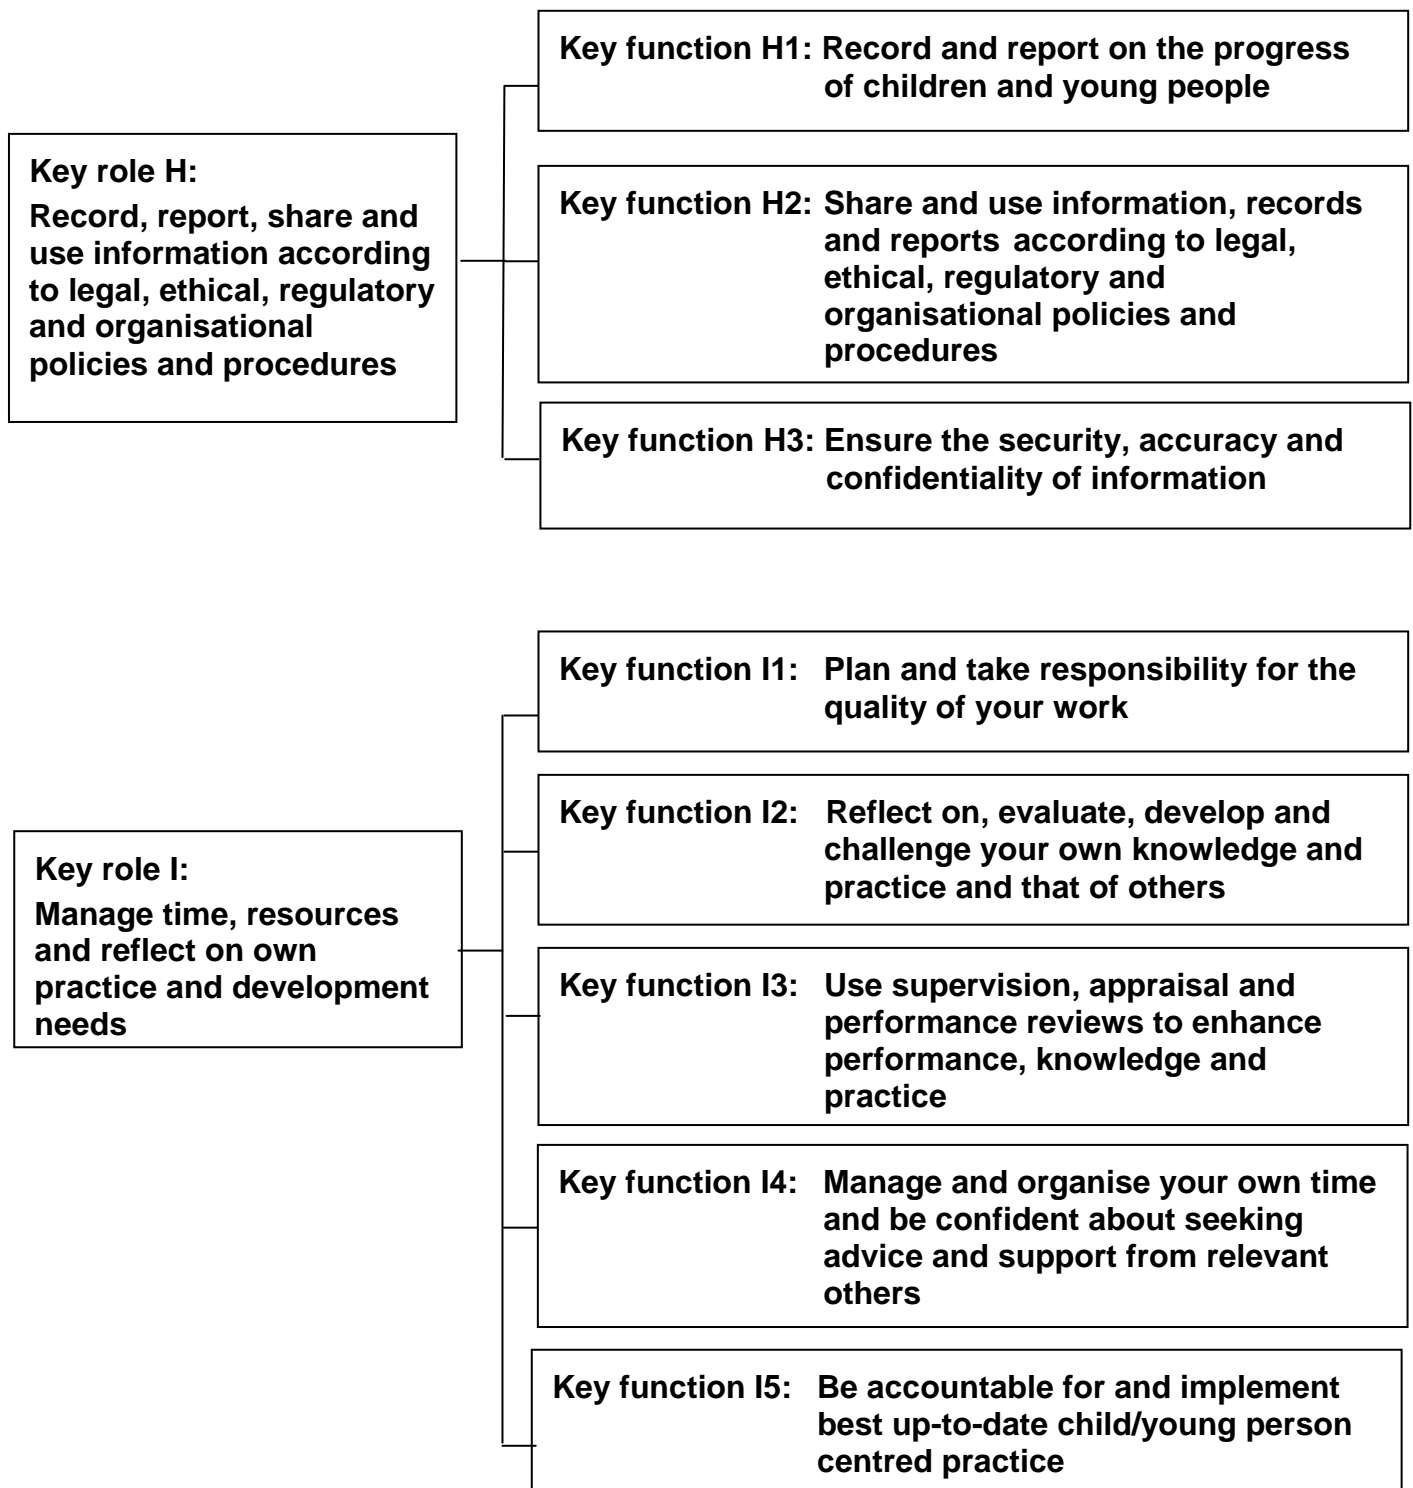 Key function H1: Record and report on the progress
of children and young people
Key role H:
Record, report, share and
use information according
to legal, ethical, regulatory
and organisational
policies and procedures
Key function H2: Share and use information, records
and reports according to legal,
ethical, regulatory and
organisational policies and
procedures
Key function H3: Ensure the security, accuracy and
confidentiality of information
Key function I1: Plan and take responsibility for the
quality of your work
Key role I:
Manage time, resources
and reflect on own
practice and development
needs
Key function I2: Reflect on, evaluate, develop and
challenge your own knowledge and
practice and that of others
Key function I3: Use supervision, appraisal and
performance reviews to enhance
performance, knowledge and
practice
Key function I4: Manage and organise your own time
and be confident about seeking
advice and support from relevant
others
Key function I5: Be accountable for and implement
best up-to-date child/young person
centred practice